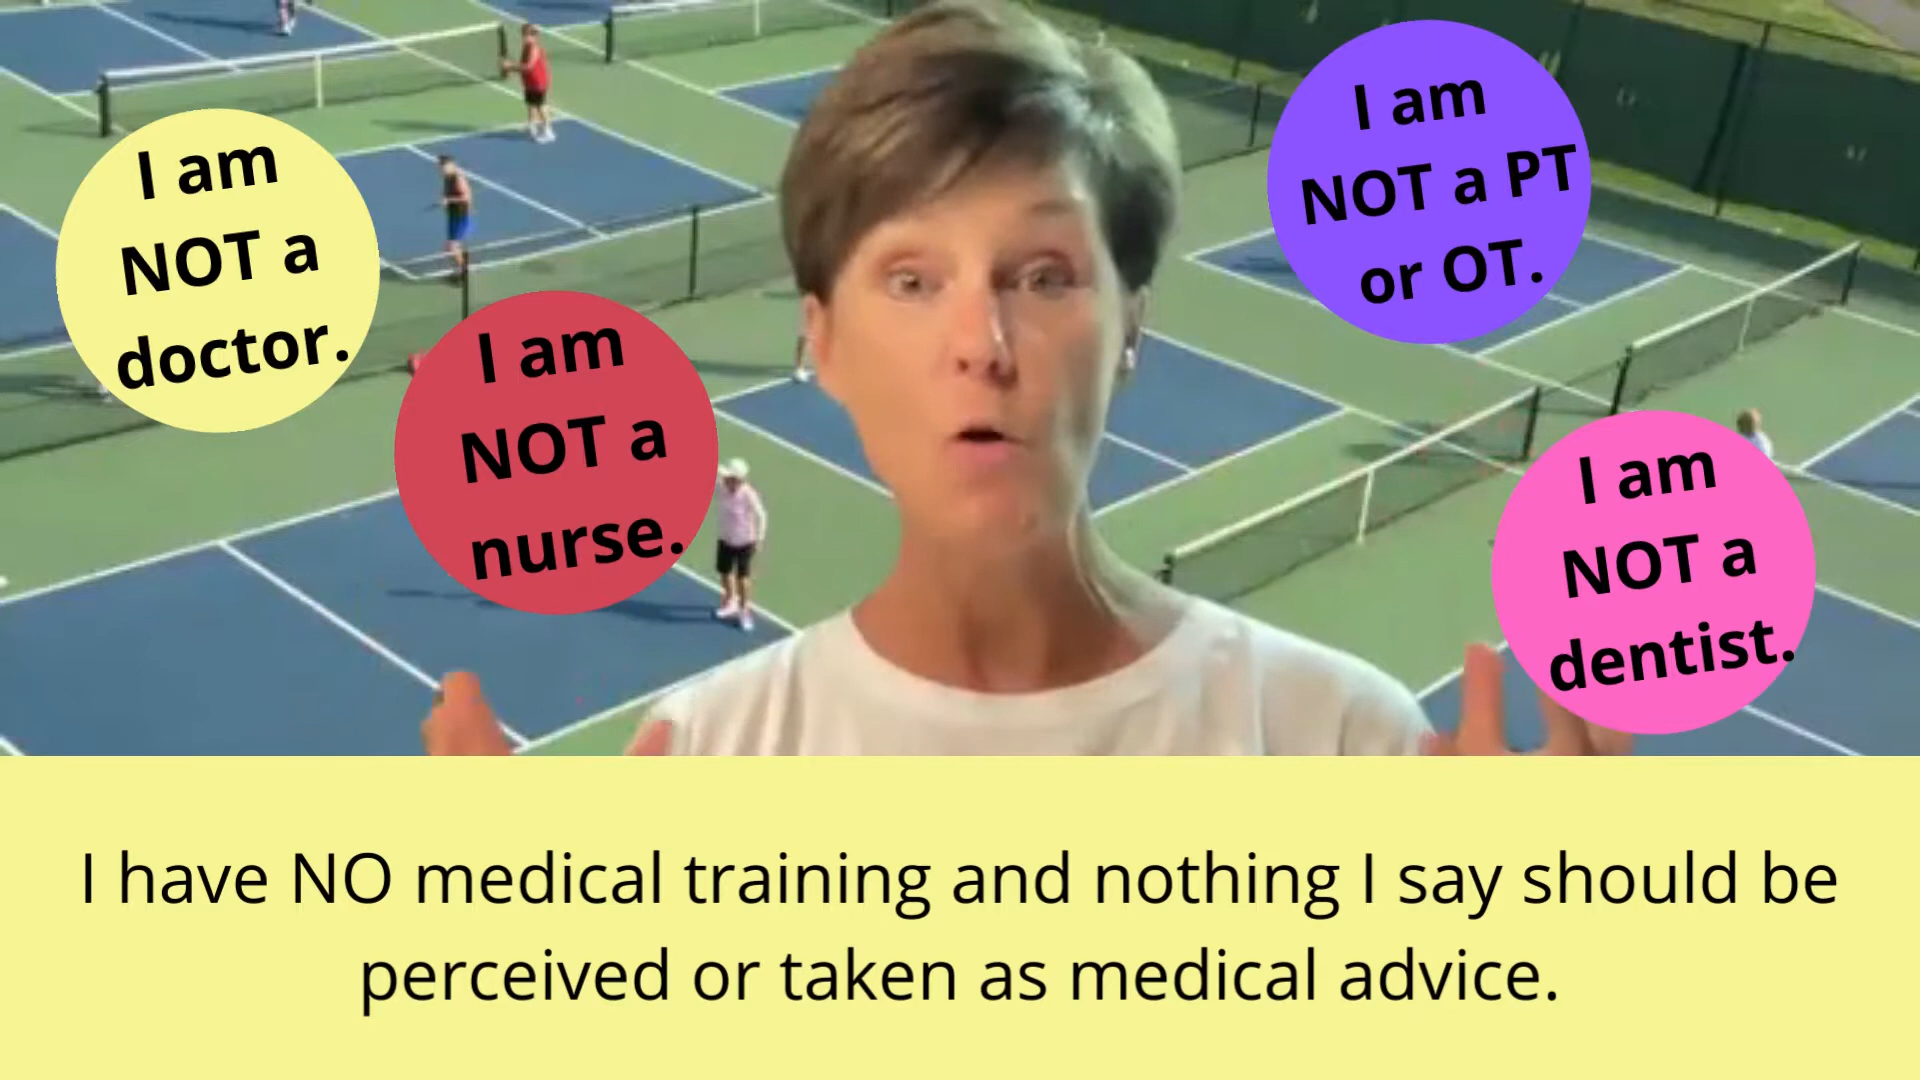 I am
NOT a
doctor.
I am
NOT a
nurse.
I am
NOT a PT
or OT.
I am
NOT a
dentist.
I have NO medical training and nothing I say should be
perceived or taken as medical advice.